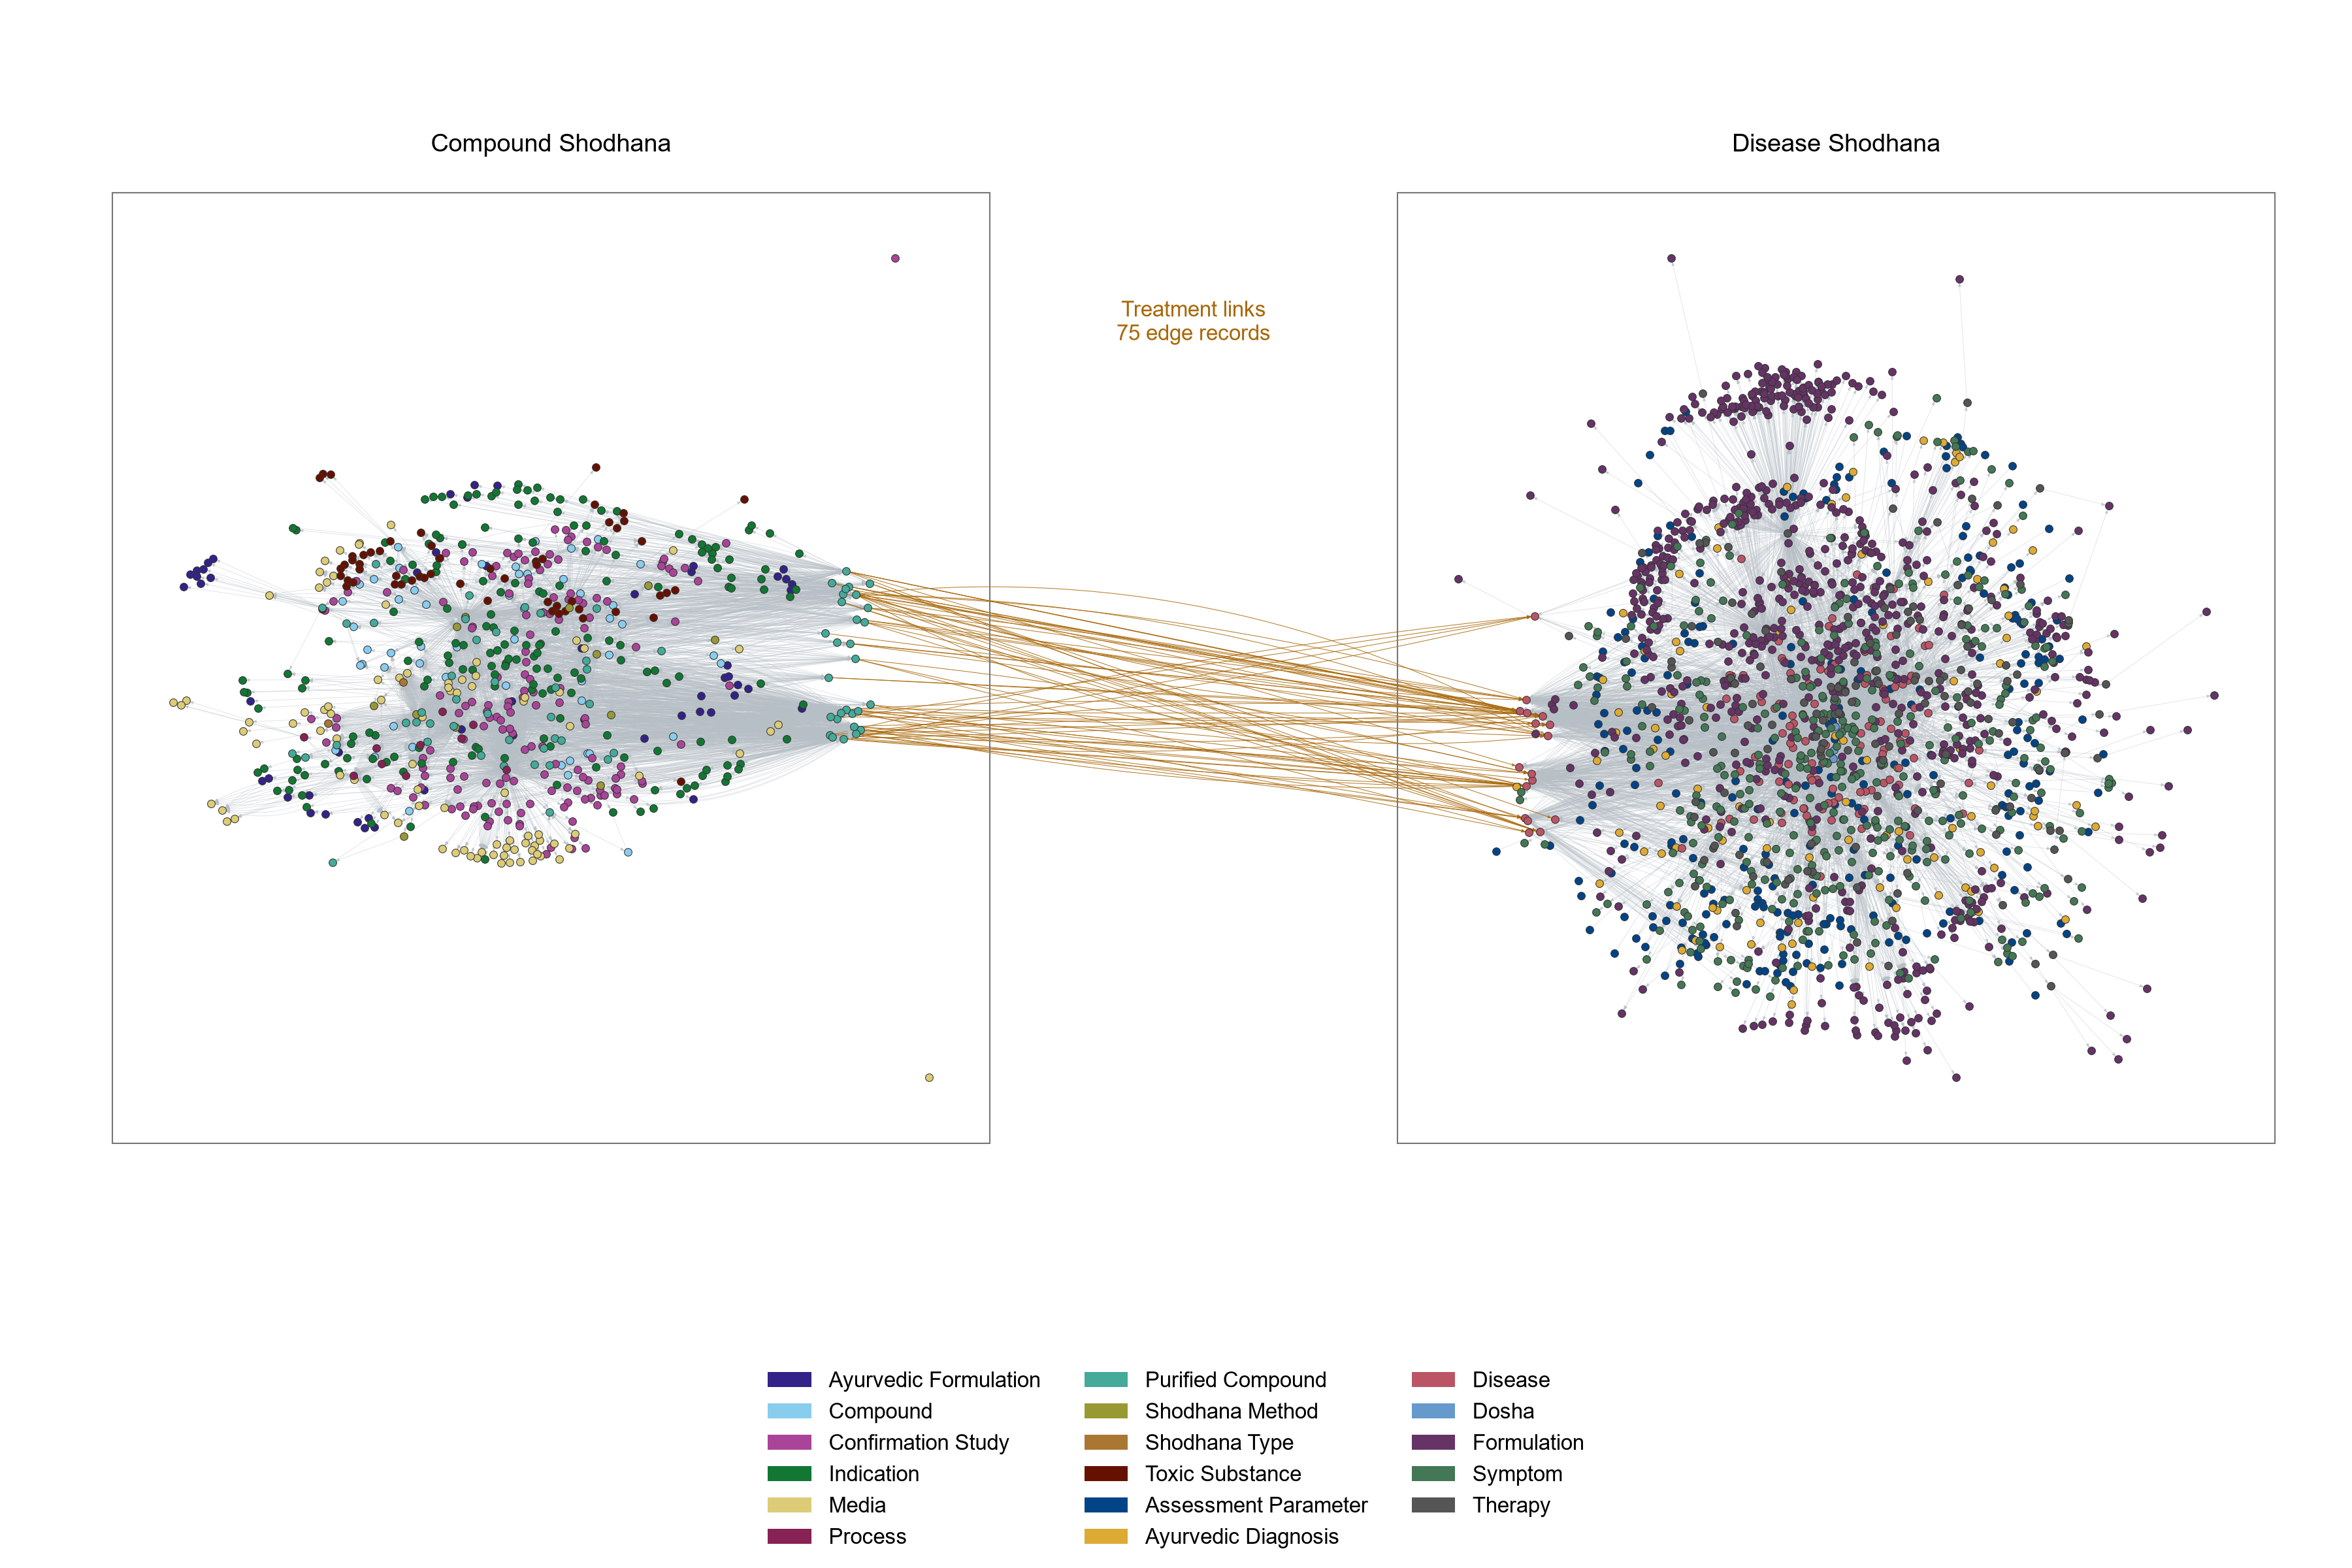 Compound Shodhana
Disease Shodhana
Treatment links
75 edge records
Ayurvedic Formulation
Compound
Confirmation Study
Indication
Media
Process
Purified Compound
Shodhana Method
Shodhana Type
Toxic Substance
Assessment Parameter
Ayurvedic Diagnosis
Disease
Dosha
Formulation
Symptom
Therapy